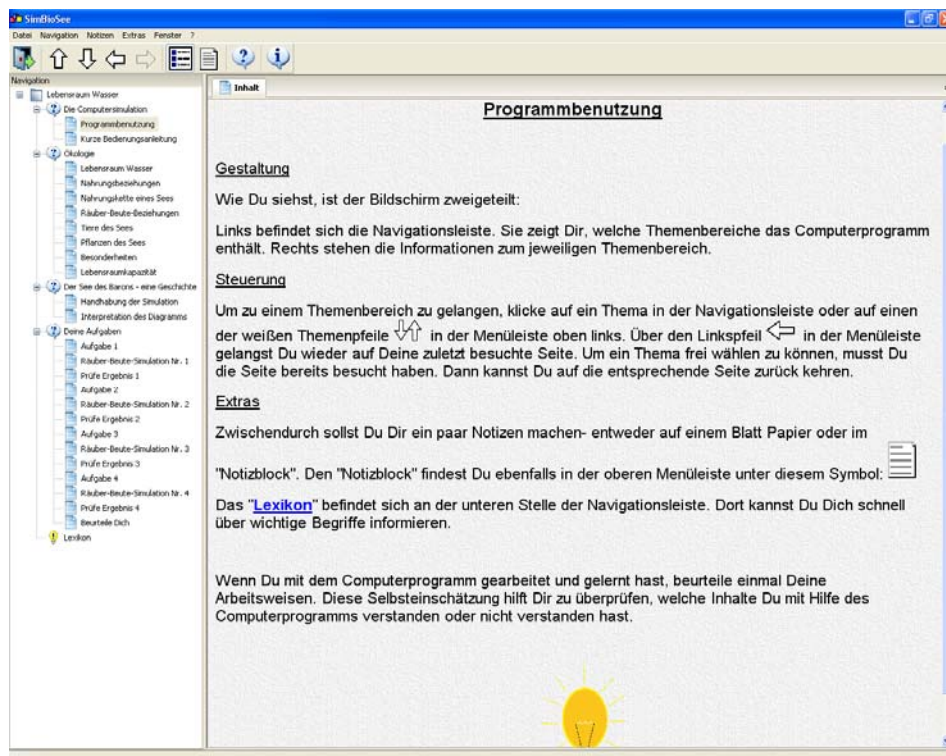 SimBioSee
Datei Navigation Notizen Extras Fenster ?
Navigation
Lebensraum Wasser
Die Computersimulation
Programmbenutzung
Kurze Bedienungsanleitung
Ökologie
Lebensraum Wasser
Nahrungsbeziehungen
Nahrungskette eines Sees
Räuber-Beute-Beziehungen
Tiere des Sees
Pflanzen des Sees
Besonderheiten
Lebensraumkapazität
Der See des Barons - eine Geschichte
Handhabung der Simulation
Interpretation des Diagramms
Deine Aufgaben
Aufgabe 1
Räuber-Beute-Simulation Nr. 1
Prüfe Ergebnis 1
Aufgabe 2
Räuber-Beute-Simulation Nr. 2
Prüfe Ergebnis 2
Aufgabe 3
Räuber-Beute-Simulation Nr. 3
Prüfe Ergebnis 3
Aufgabe 4
Räuber-Beute-Simulation Nr. 4
Prüfe Ergebnis 4
Beurteile Dich
Lexikon
Inhalt
Programmbenutzung
Gestaltung
Wie Du siehst, ist der Bildschirm zweigeteilt:
Links befindet sich die Navigationsleiste. Sie zeigt Dir, welche Themenbereiche das Computerprogramm
enthält. Rechts stehen die Informationen zum jeweiligen Themenbereich.
Steuerung
Um zu einem Themenbereich zu gelangen, klicke auf ein Thema in der Navigationsleiste oder auf einen
der weißen Themenpfeile in der Menüleiste oben links. Über den Linkspfeil in der Menüleiste
gelangst Du wieder auf Deine zuletzt besuchte Seite. Um ein Thema frei wählen zu können, musst Du
die Seite bereits besucht haben. Dann kannst Du auf die entsprechende Seite zurück kehren.
Extras
Zwischendurch sollst Du Dir ein paar Notizen machen- entweder auf einem Blatt Papier oder im
"Notizblock". Den "Notizblock" findest Du ebenfalls in der oberen Menüleiste unter diesem Symbol:
Das "Lexikon" befindet sich an der unteren Stelle der Navigationsleiste. Dort kannst Du Dich schnell
über wichtige Begriffe informieren.
Wenn Du mit dem Computerprogramm gearbeitet und gelernt hast, beurteile einmal Deine
Arbeitsweisen. Diese Selbsteinschätzung hilft Dir zu überprüfen, welche Inhalte Du mit Hilfe des
Computerprogramms verstanden oder nicht verstanden hast.